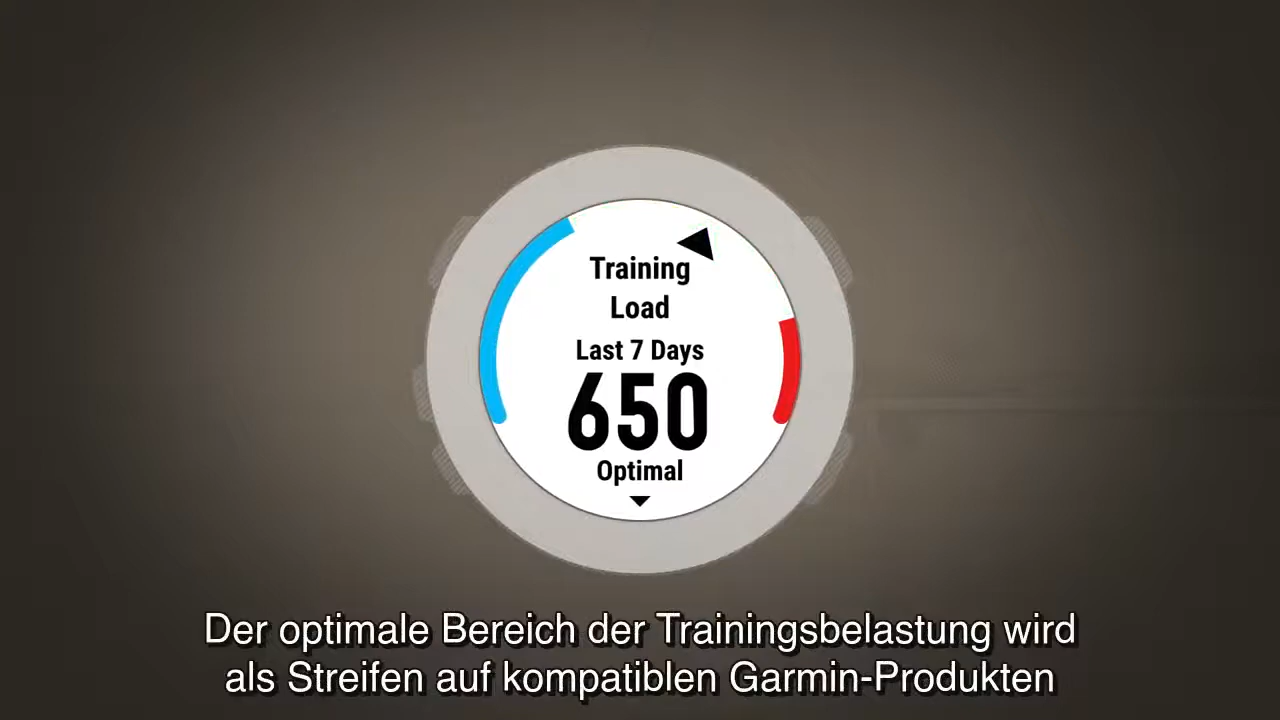 Training
Load
Last 7 Days
650
Optimal
Der optimale Bereich der Trainingsbelastung wird
als Streifen auf kompatiblen Garmin-Produkten